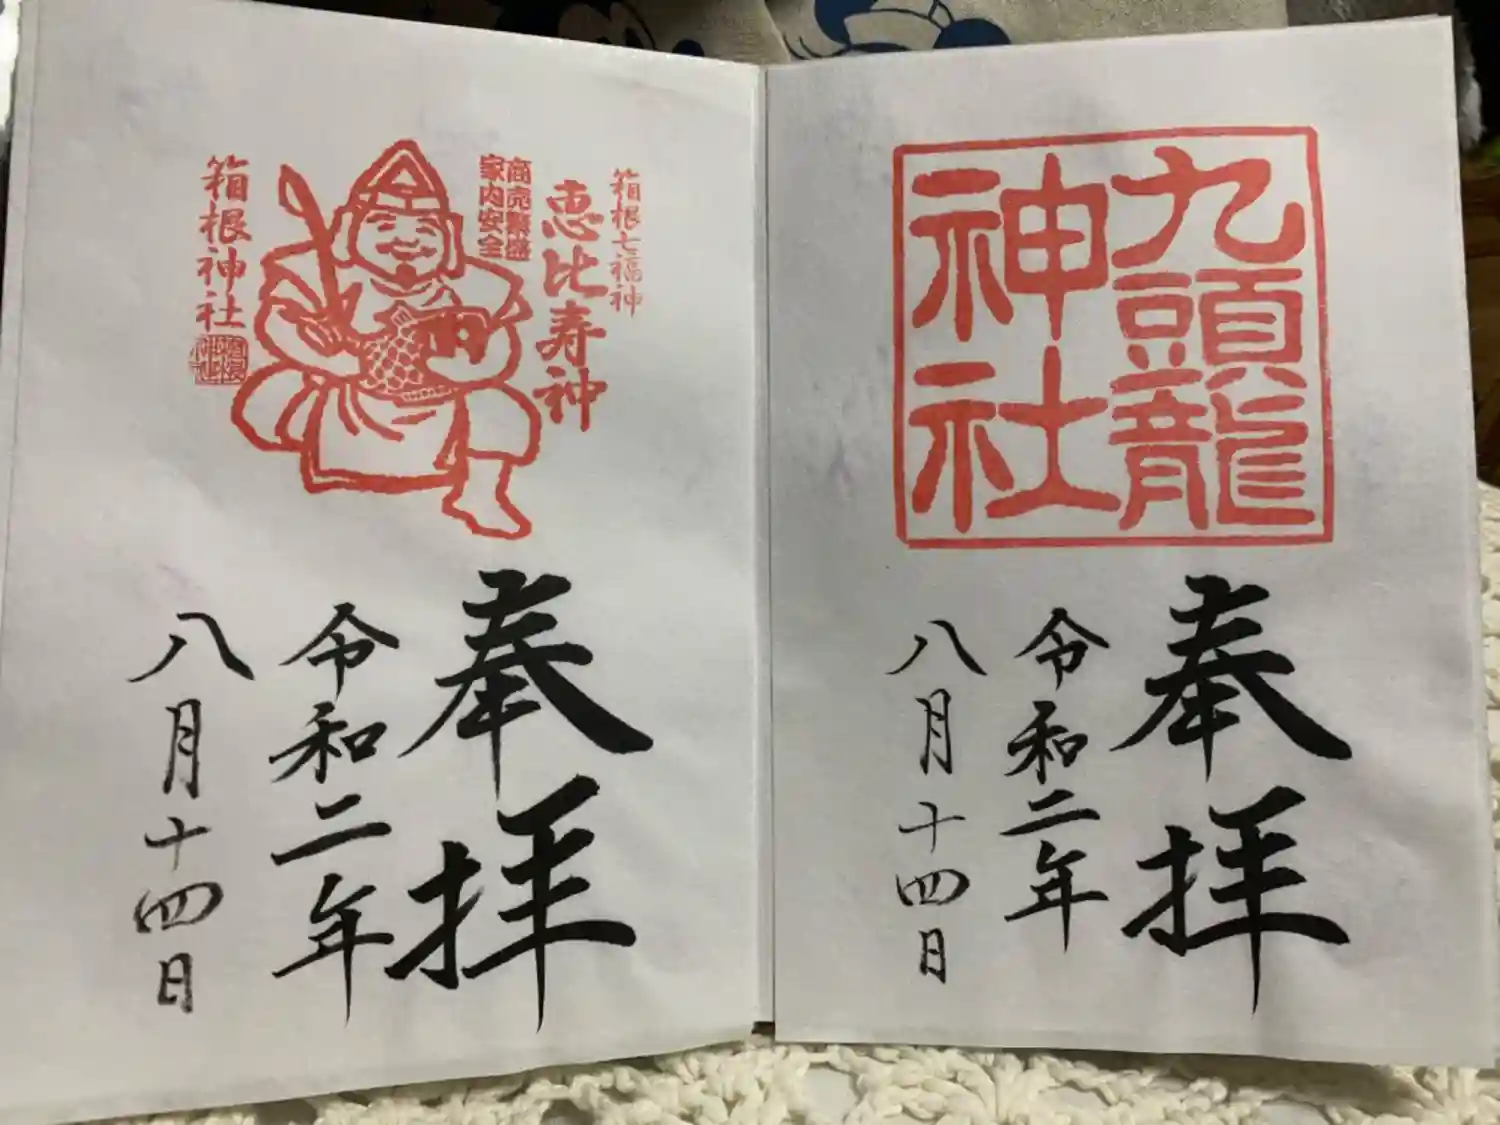 九頭龍
神社
奉拝
令和二年
八月十四日
箱根七福神
恵比寿神
商売繁盛
家内安全
箱根神社
奉拝
令和二年
八月十四日